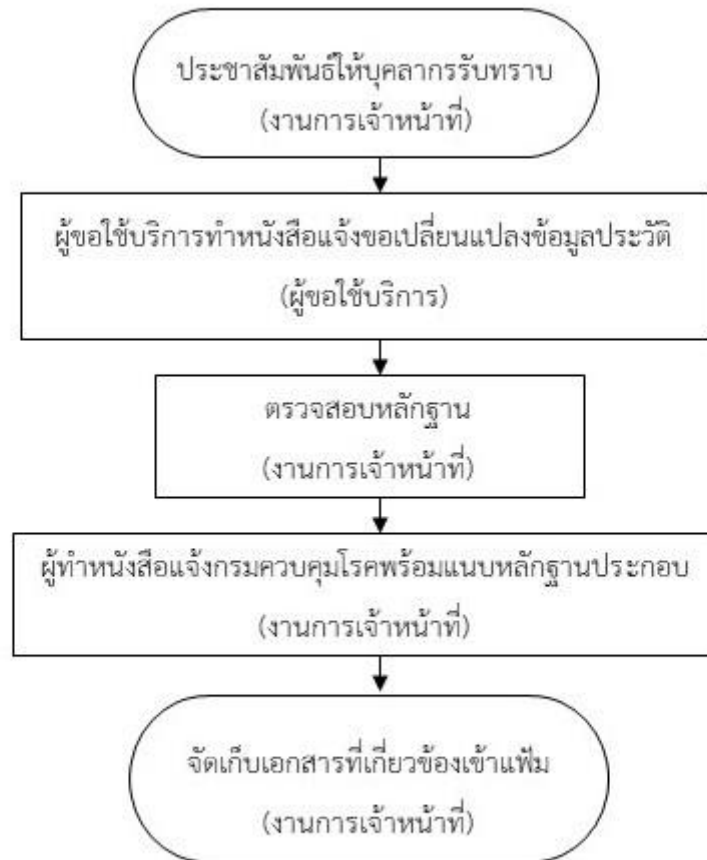 ประชาสัมพันธ์ให้บุคลากรรับทราบ
(งานการเจ้าหน้าที่)
ผู้ขอใช้บริการทำหนังสือแจ้งขอเปลี่ยนแปลงข้อมูลประวัติ
(ผู้ขอใช้บริการ)
ตรวจสอบหลักฐาน
(งานการเจ้าหน้าที่)
ผู้ทำหนังสือแจ้งกรมควบคุมโรคพร้อมแนบหลักฐานประกอบ
(งานการเจ้าหน้าที่)
จัดเก็บเอกสารที่เกี่ยวข้องเข้าแฟ้ม
(งานการเจ้าหน้าที่)